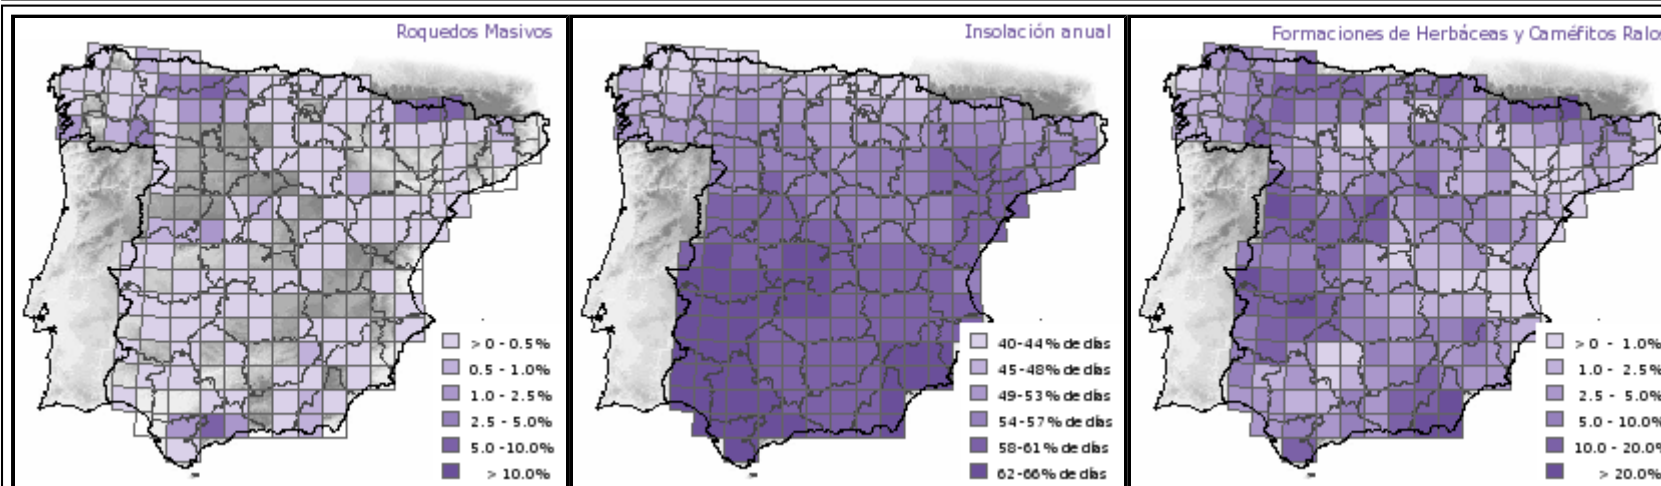 Roquedos Masivos
> 0 - 0.5%
0.5 - 1.0%
1.0 - 2.5%
2.5 - 5.0%
5.0 -10.0%
> 10.0%
Insolación anual
40-44% de días
45-48% de días
49-53% de días
54-57% de días
58-61% de días
62-66% de días
Formaciones de Herbáceas y Caméfitos Ralos
> 0 - 1.0%
1.0 - 2.5%
2.5 - 5.0%
5.0 - 10.0%
10.0 - 20.0%
> 20.0%